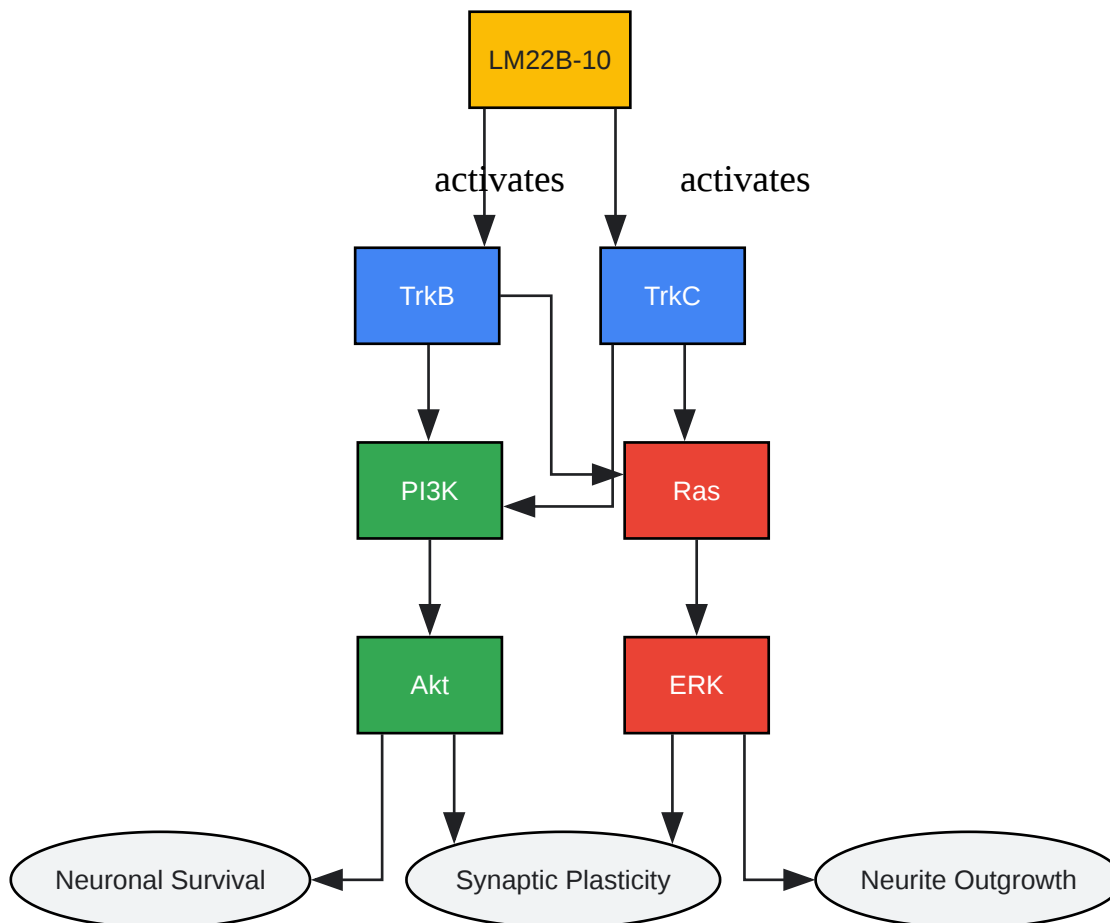 LM22B-10
activates
activates
TrkB
TrkC
PI3K
Ras
Akt
ERK
Neuronal Survival
Synaptic Plasticity
Neurite Outgrowth